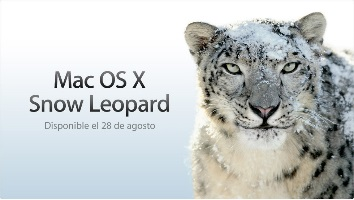 Mac OS X
Snow Leopard
Disponible el 28 de agosto